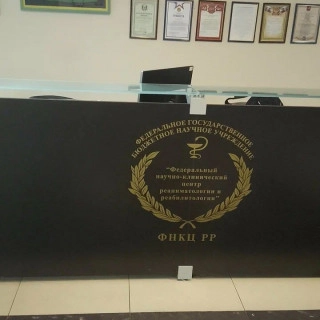 ФЕДЕРАЛЬНОЕ ГОСУДАРСТВЕННОЕ
БЮДЖЕТНОЕ НАУЧНОЕ УЧРЕЖДЕНИЕ
"Федеральный
научно-клинический
центр
реаниматологии и
реабилитологии"
ФНКЦ РР